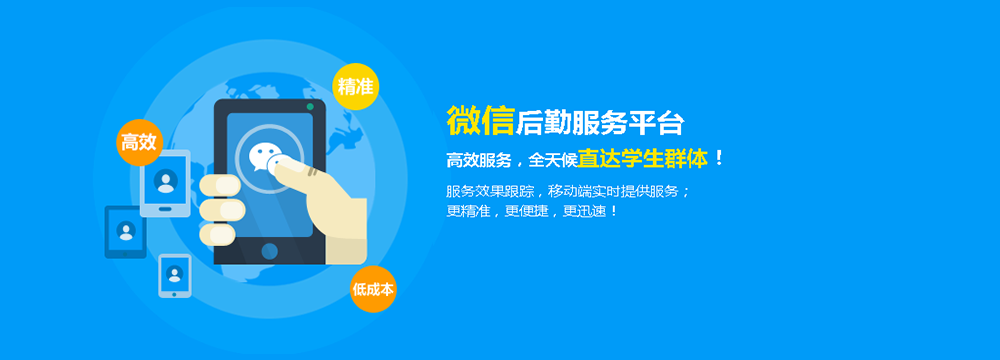 精准
高效
低成本
微信后勤服务平台
高效服务，全天候直达学生群体！
服务效果跟踪，移动端实时提供服务；
更精准，更便捷，更迅速！